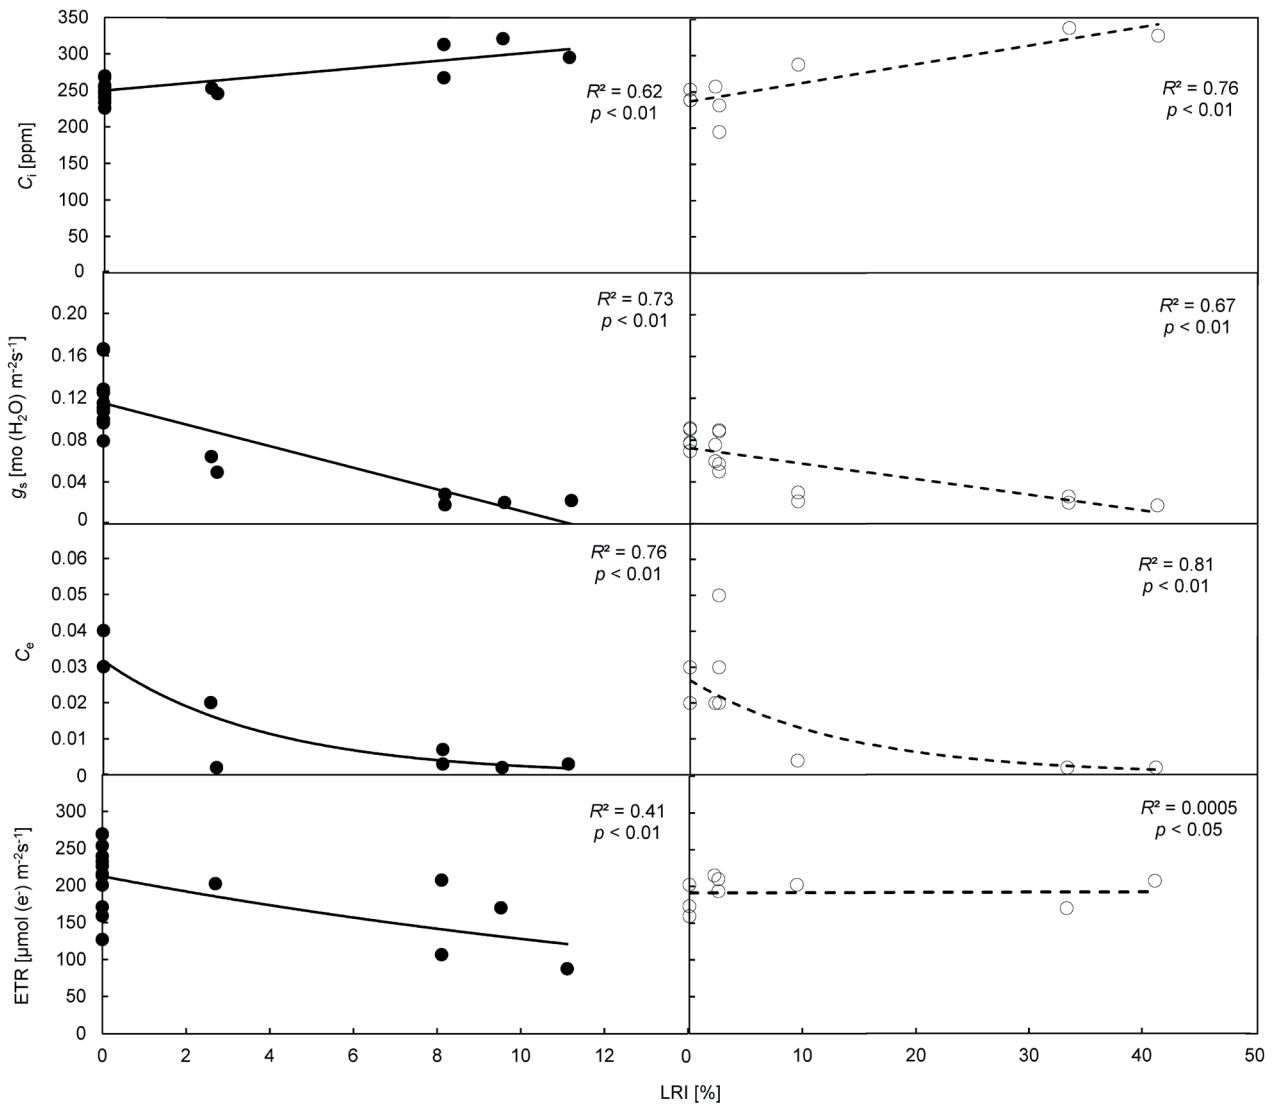 350
300
250
200
150
100
50
0
C_i [ppm]
R² = 0.62
p < 0.01
R² = 0.76
p < 0.01
0.20
0.16
0.12
0.08
0.04
0
g_s [mo (H₂O) m⁻²s⁻¹]
R² = 0.73
p < 0.01
R² = 0.67
p < 0.01
0.06
0.05
0.04
0.03
0.02
0.01
0
C_e
R² = 0.76
p < 0.01
R² = 0.81
p < 0.01
300
250
200
150
100
50
0
ETR [µmol (e⁻) m⁻²s⁻¹]
R² = 0.41
p < 0.01
R² = 0.0005
p < 0.05
0 2 4 6 8 10 12 0 10 20 30 40 50
LRI [%]